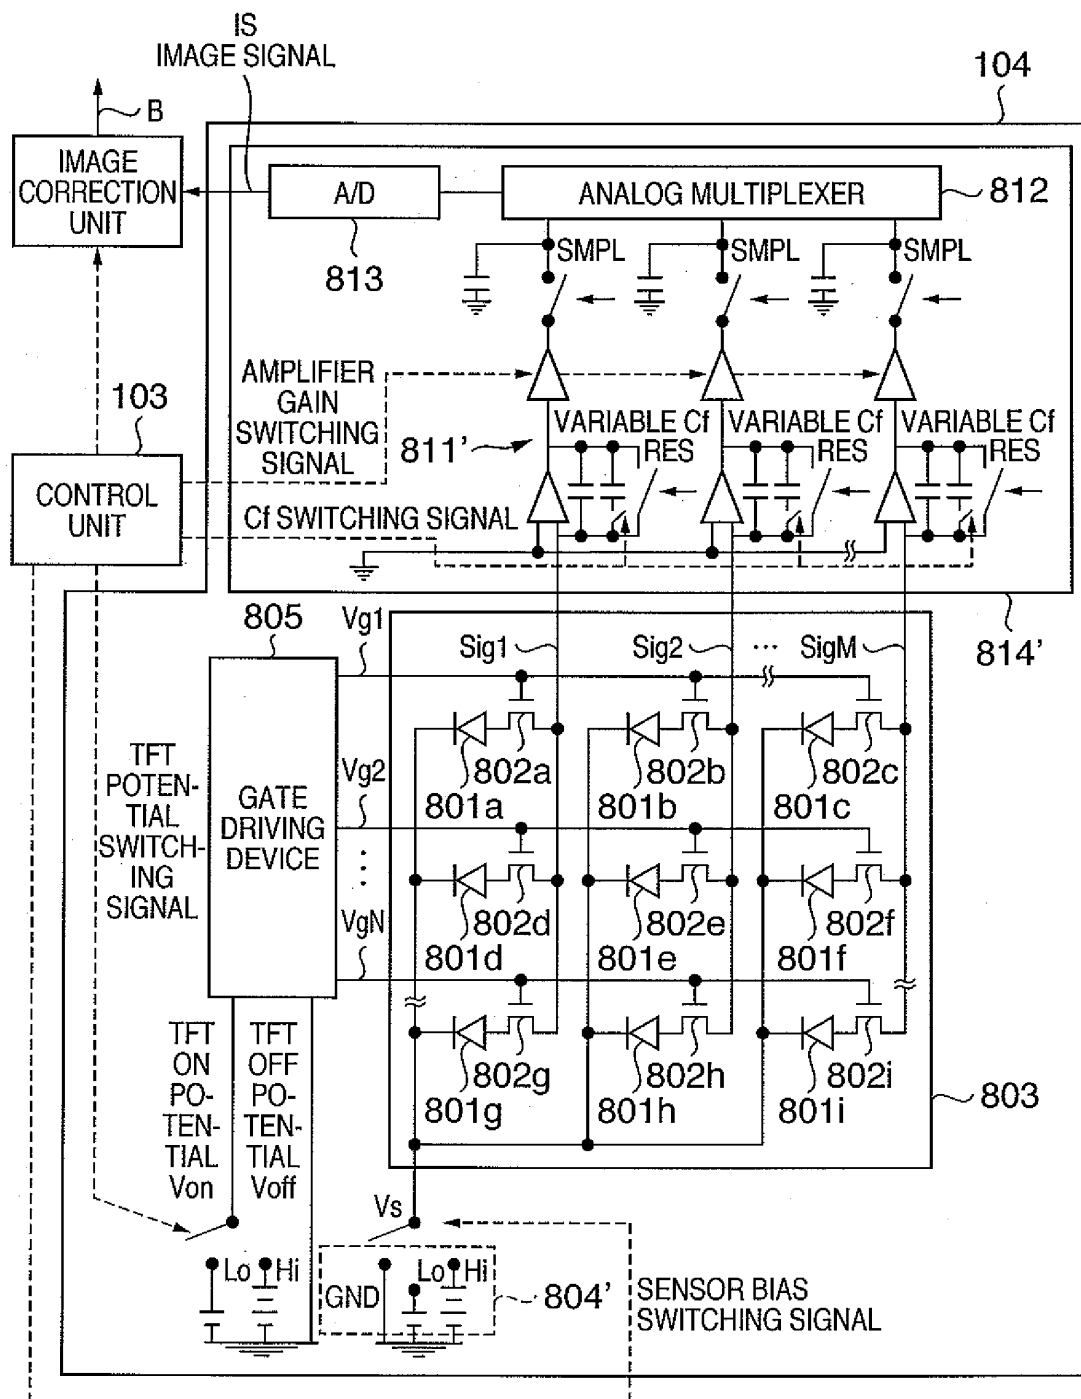 IS
IMAGE SIGNAL
104
B
IMAGE
CORRECTION
UNIT
A/D
ANALOG MULTIPLEXER
812
813
SMPL
SMPL
SMPL
AMPLIFIER
GAIN
SWITCHING
SIGNAL
103
811'
VARIABLE Cf
VARIABLE Cf
VARIABLE Cf
RES
RES
RES
CONTROL
UNIT
Cf SWITCHING SIGNAL
805
Vg1
Sig1
Sig2
...
SigM
814'
TFT
POTEN-
TIAL
SWITCH-
ING
SIGNAL
GATE
DRIVING
DEVICE
802a
802b
802c
Vg2
801a
801b
801c
...
802d
802e
802f
VgN
801d
801e
801f
802g
802h
802i
801g
801h
801i
803
TFT
ON
PO-
TEN-
TIAL
Von
TFT
OFF
PO-
TEN-
TIAL
Voff
Vs
Lo
Hi
GND
Lo
Hi
804'
SENSOR BIAS
SWITCHING SIGNAL